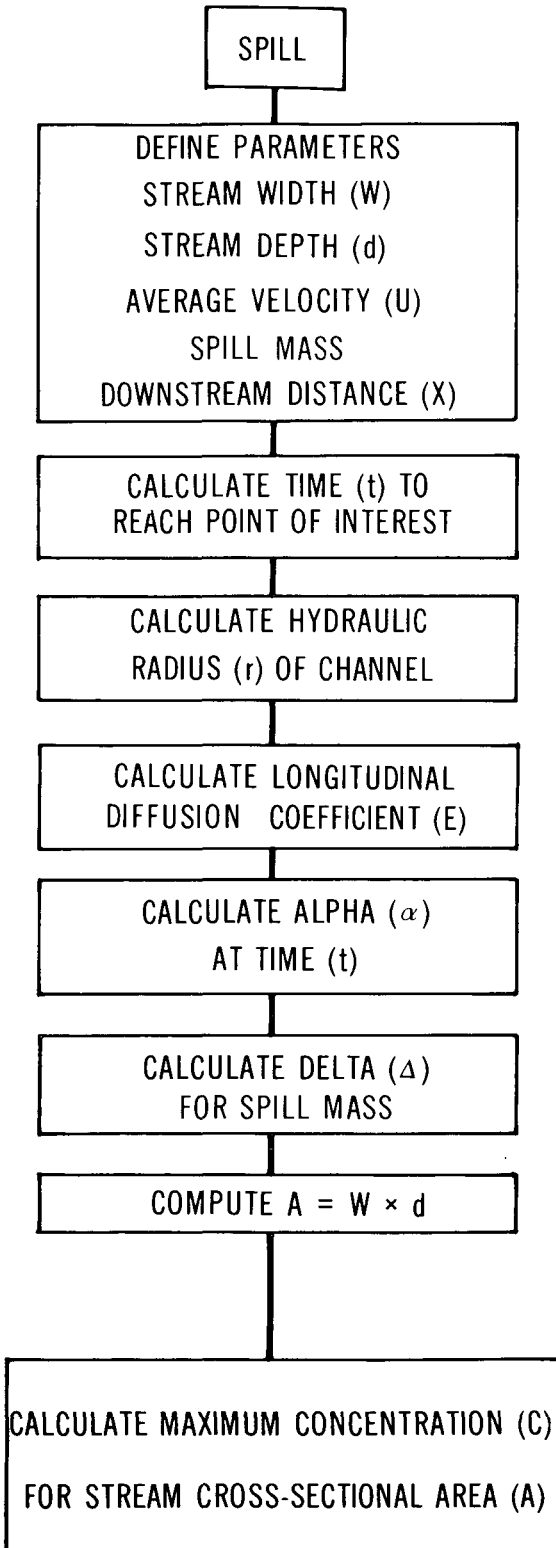 SPILL
DEFINE PARAMETERS
STREAM WIDTH (W)
STREAM DEPTH (d)
AVERAGE VELOCITY (U)
SPILL MASS
DOWNSTREAM DISTANCE (X)
CALCULATE TIME (t) TO
REACH POINT OF INTEREST
CALCULATE HYDRAULIC
RADIUS (r) OF CHANNEL
CALCULATE LONGITUDINAL
DIFFUSION COEFFICIENT (E)
CALCULATE ALPHA (α)
AT TIME (t)
CALCULATE DELTA (Δ)
FOR SPILL MASS
COMPUTE A = W × d
CALCULATE MAXIMUM CONCENTRATION (C)
FOR STREAM CROSS-SECTIONAL AREA (A)